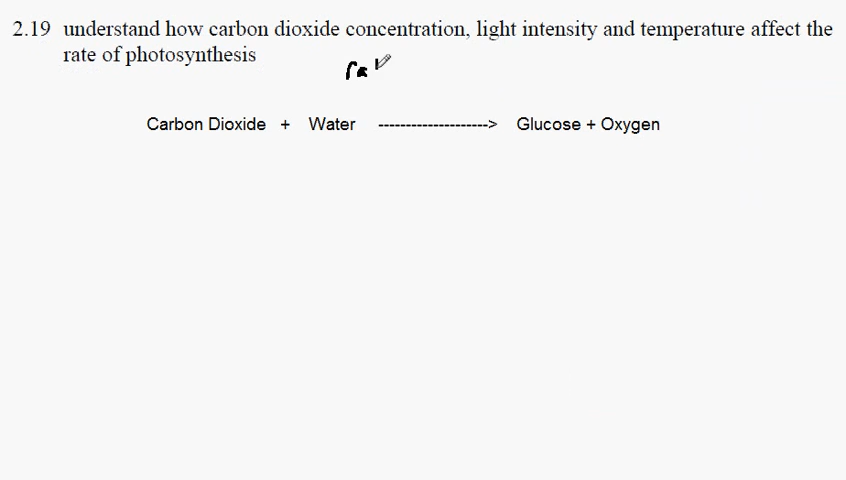 2.19 understand how carbon dioxide concentration, light intensity and temperature affect the
rate of photosynthesis
Carbon Dioxide + Water --------------------> Glucose + Oxygen